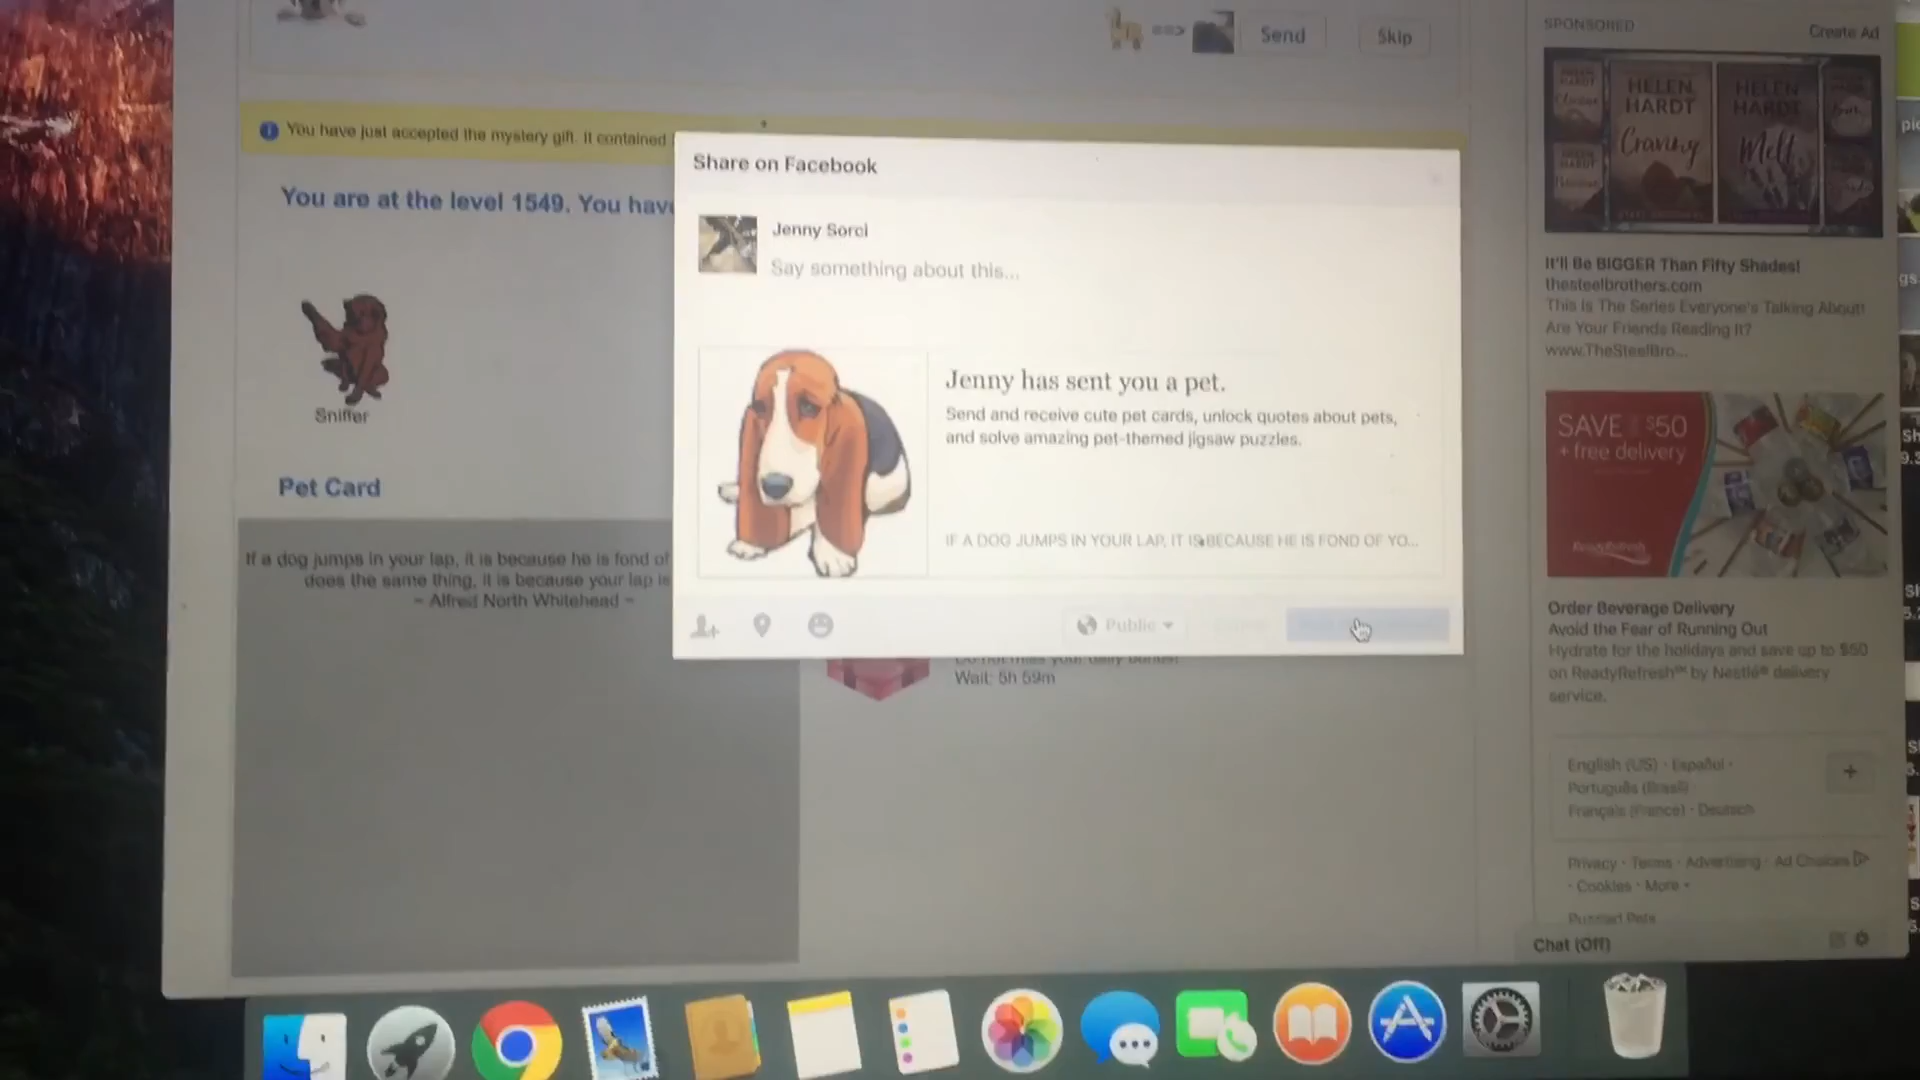 Send
Skip
You have just accepted the mystery gift. It contained
You are at the level 1549. You have
Sniffer
Pet Card
If a dog jumps in your lap, it is because he is fond of
does the same thing, it is because your lap is
~ Alfred North Whitehead ~
Share on Facebook
Jenny Sorci
Say something about this...
Jenny has sent you a pet.
Send and receive cute pet cards, unlock quotes about pets,
and solve amazing pet-themed jigsaw puzzles.
IF A DOG JUMPS IN YOUR LAP, IT IS BECAUSE HE IS FOND OF YO...
Public
Wait: 5h 59m
SPONSORED
Create Ad
HELEN
HARDT
Craving
HELEN
HARDT
Melt
It'll Be BIGGER Than Fifty Shades!
thesteelbrothers.com
This Is The Series Everyone's Talking About!
Are Your Friends Reading It?
www.TheSteelBro...
SAVE $50
+ free delivery
ReadyRefresh
Order Beverage Delivery
Avoid the Fear of Running Out
Hydrate for the holidays and save up to $50
on ReadyRefresh℠ by Nestlé® delivery
service.
English (US) · Español ·
Português (Brasil)
Français (France) · Deutsch
Privacy · Terms · Advertising · Ad Choices
· Cookies · More
Chat (Off)